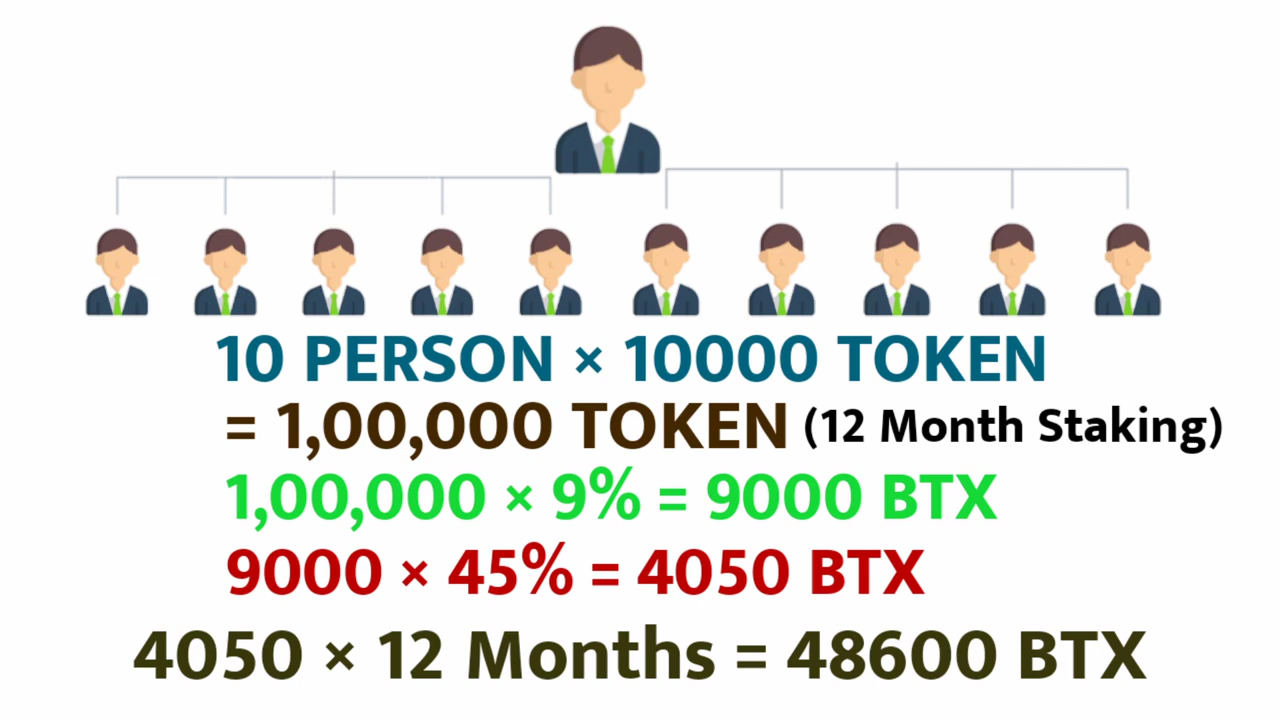 10 PERSON × 10000 TOKEN
= 1,00,000 TOKEN (12 Month Staking)
1,00,000 × 9% = 9000 BTX
9000 × 45% = 4050 BTX
4050 × 12 Months = 48600 BTX